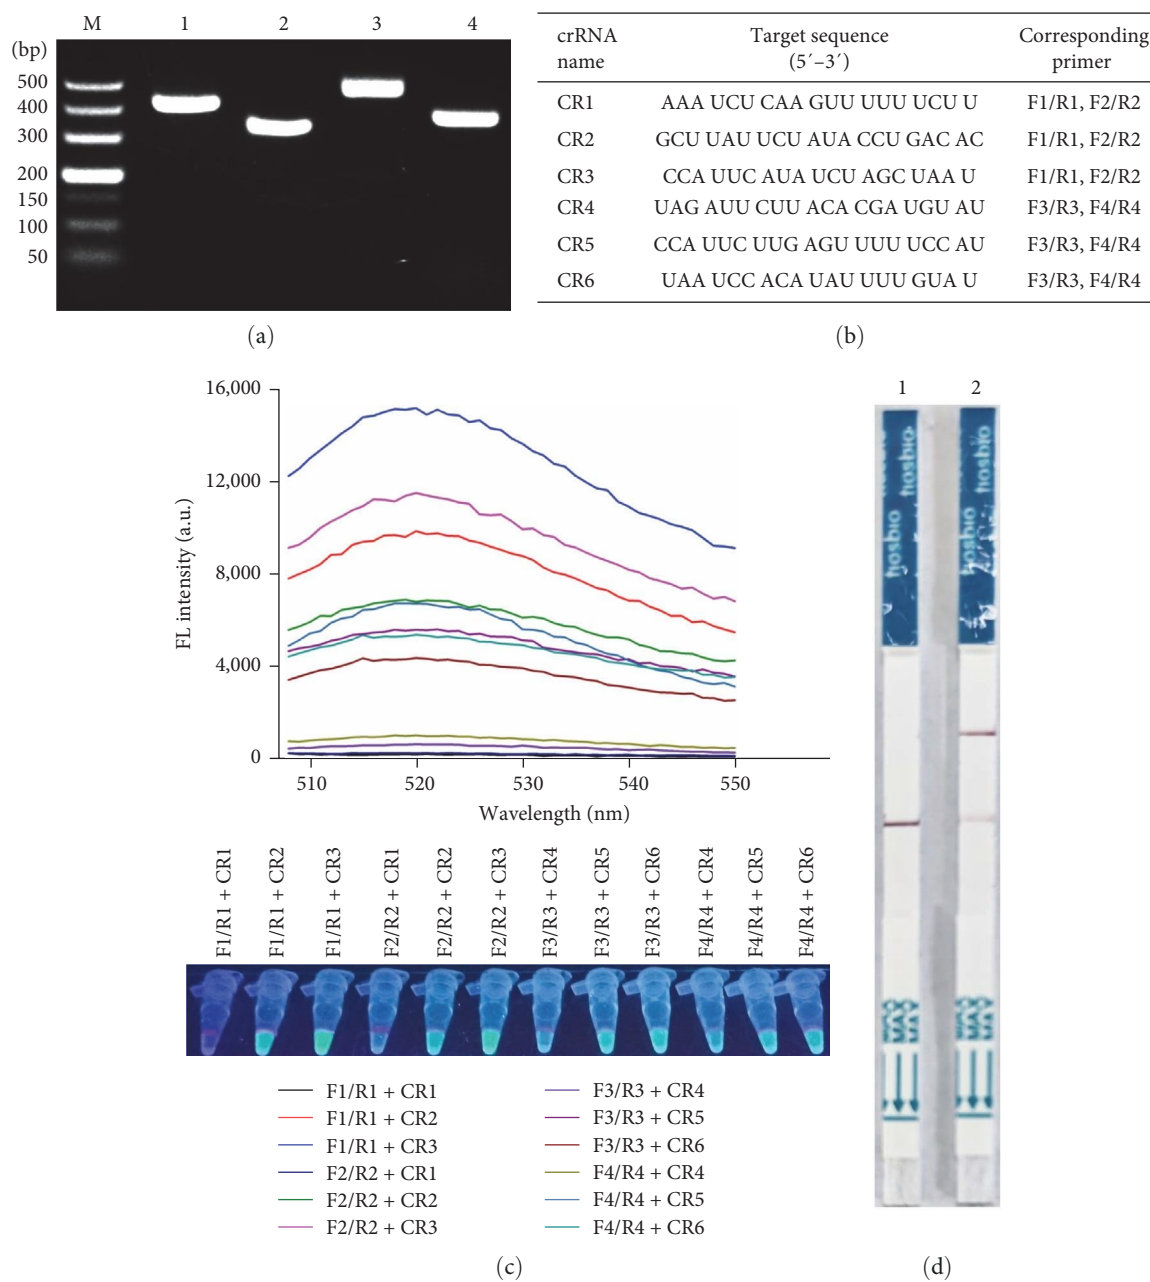 M 1 2 3 4
(bp)
500
400
300
200
150
100
50
(a)
crRNA name Target sequence (5´–3´) Corresponding primer
CR1 AAA UCU CAA GUU UUU UCU U F1/R1, F2/R2
CR2 GCU UAU UCU AUA CCU GAC AC F1/R1, F2/R2
CR3 CCA UUC AUA UCU AGC UAA U F1/R1, F2/R2
CR4 UAG AUU CUU ACA CGA UGU AU F3/R3, F4/R4
CR5 CCA UUC UUG AGU UUU UCC AU F3/R3, F4/R4
CR6 UAA UCC ACA UAU UUU GUA U F3/R3, F4/R4
(b)
16,000
12,000
8,000
4,000
0
FL intensity (a.u.)
510 520 530 540 550
Wavelength (nm)
F1/R1 + CR1
F1/R1 + CR2
F1/R1 + CR3
F2/R2 + CR1
F2/R2 + CR2
F2/R2 + CR3
F3/R3 + CR4
F3/R3 + CR5
F3/R3 + CR6
F4/R4 + CR4
F4/R4 + CR5
F4/R4 + CR6
F1/R1 + CR1
F1/R1 + CR2
F1/R1 + CR3
F2/R2 + CR1
F2/R2 + CR2
F2/R2 + CR3
F3/R3 + CR4
F3/R3 + CR5
F3/R3 + CR6
F4/R4 + CR4
F4/R4 + CR5
F4/R4 + CR6
(c)
1 2
hosbio
hosbio
hosbio
hosbio
MAX
MAX
(d)